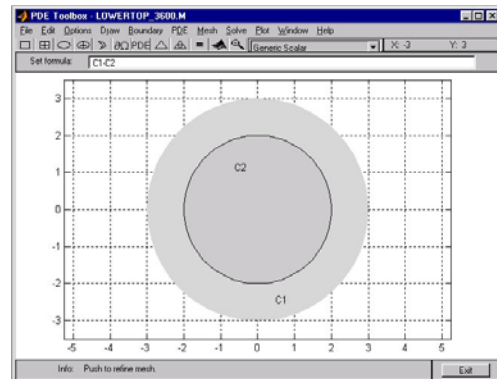 PDE Toolbox - LOWERTOP_3600.M
File Edit Options Draw Boundary PDE Mesh Solve Plot Window Help
∂Ω PDE = Generic Scalar X: -3 Y: 3
Set formula: C1-C2
3
2
C2
1
0
-1
-2
C1
-3
-5 -4 -3 -2 -1 0 1 2 3 4 5
Info: Push to refine mesh. Exit